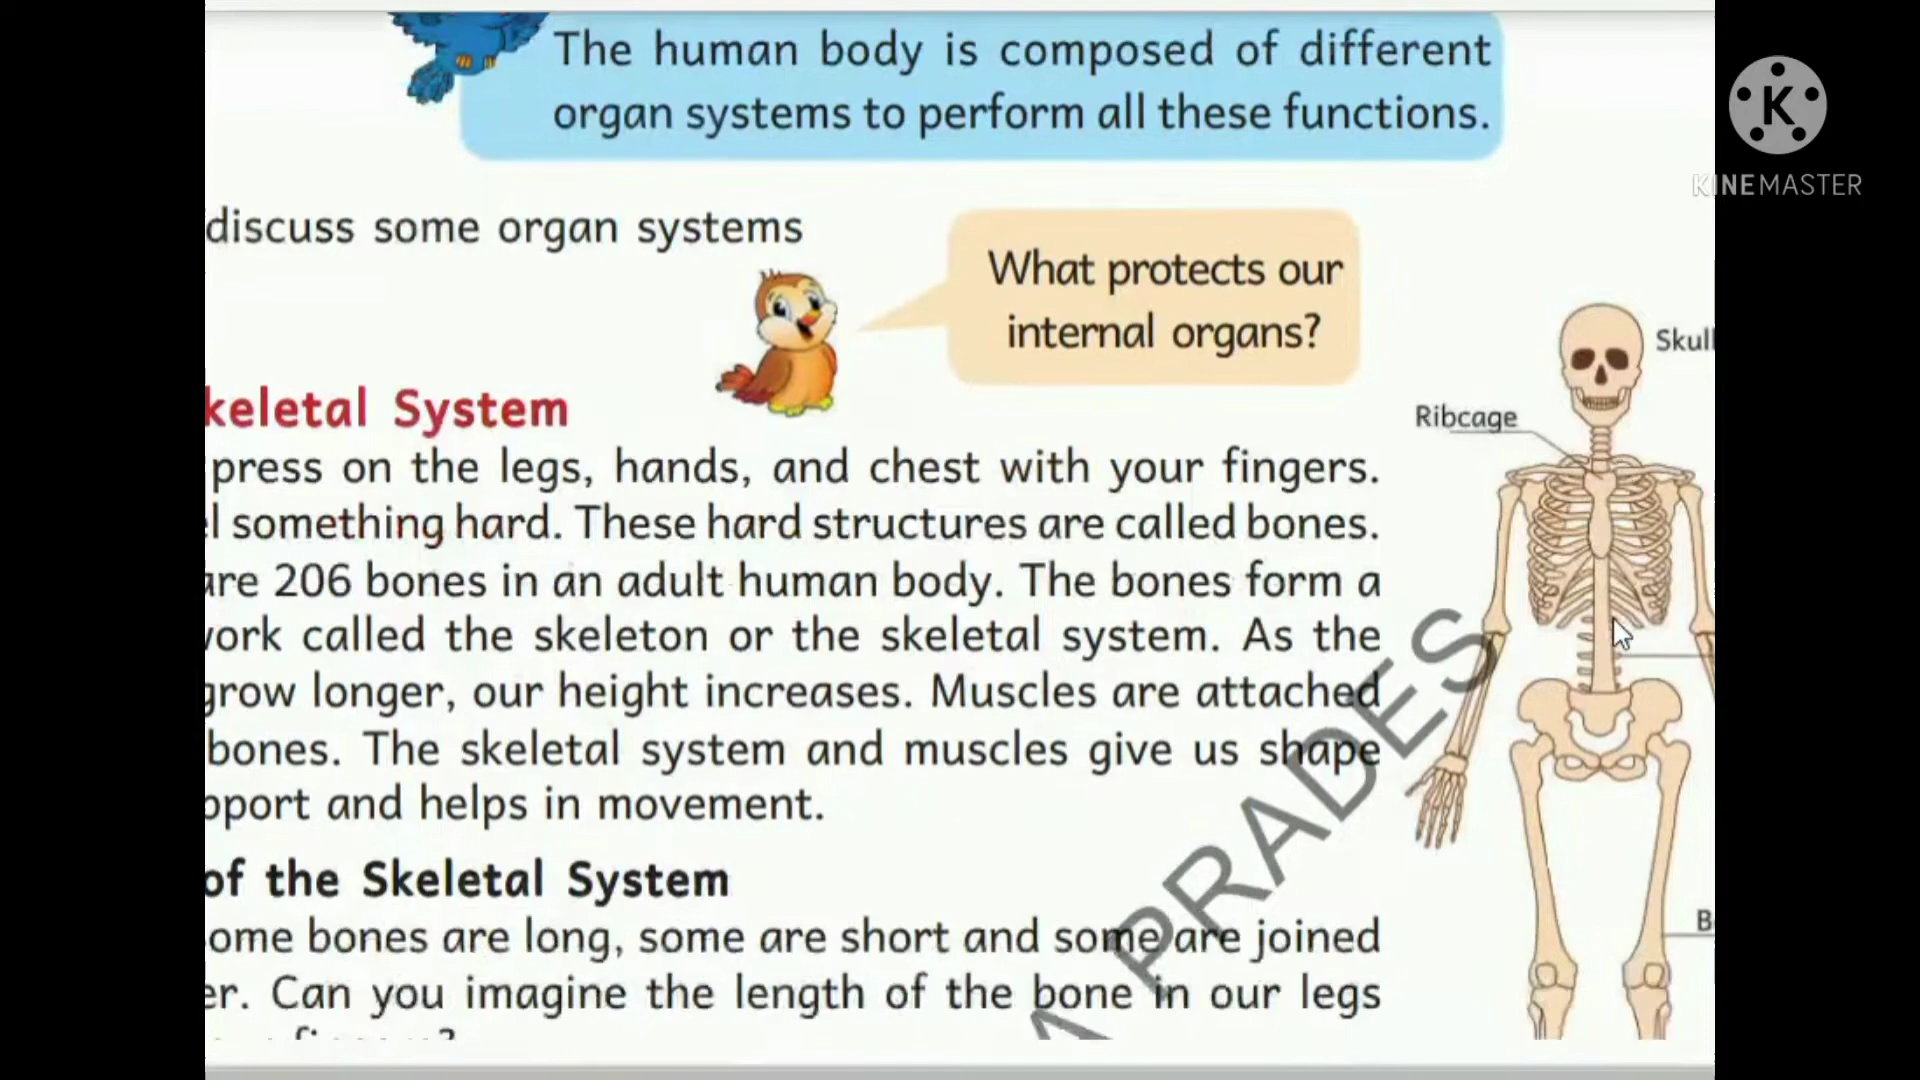 The human body is composed of different
organ systems to perform all these functions.
KINEMASTER
discuss some organ systems
What protects our
internal organs?
Skull
Ribcage
keletal System
press on the legs, hands, and chest with your fingers.
l something hard. These hard structures are called bones.
are 206 bones in an adult human body. The bones form a
work called the skeleton or the skeletal system. As the
grow longer, our height increases. Muscles are attached
bones. The skeletal system and muscles give us shape
pport and helps in movement.
of the Skeletal System
ome bones are long, some are short and some are joined
er. Can you imagine the length of the bone in our legs
A PRADES
B